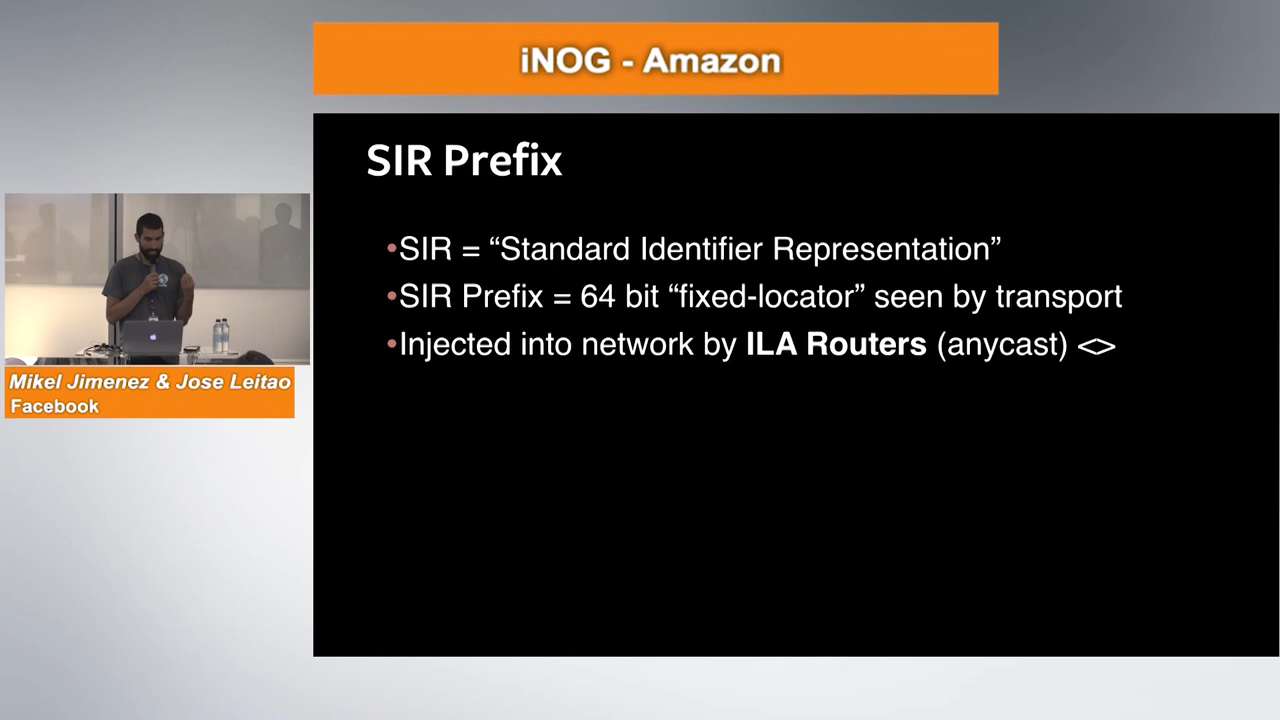 iNOG - Amazon
SIR Prefix
•SIR = “Standard Identifier Representation”
•SIR Prefix = 64 bit “fixed-locator” seen by transport
•Injected into network by ILA Routers (anycast) <>
Mikel Jimenez & Jose Leitao
Facebook